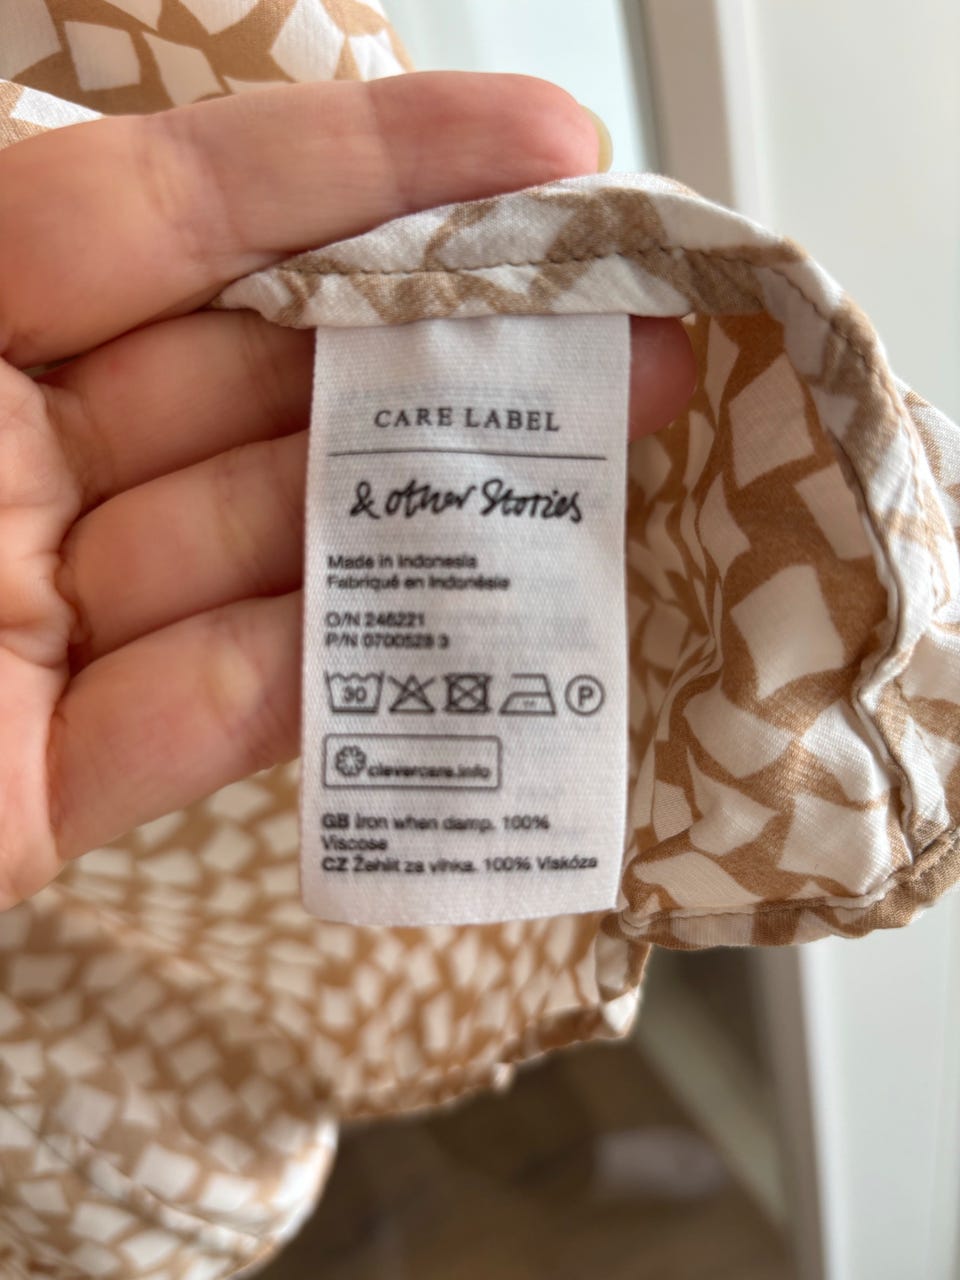 CARE LABEL
& other Stories
Made in Indonesia
Fabriqué en Indonésie
O/N 246221
P/N 0700528 3
30 P
clevercare.info
GB Iron when damp. 100%
Viscose
CZ Žehlit za vlhka. 100% Viskóza